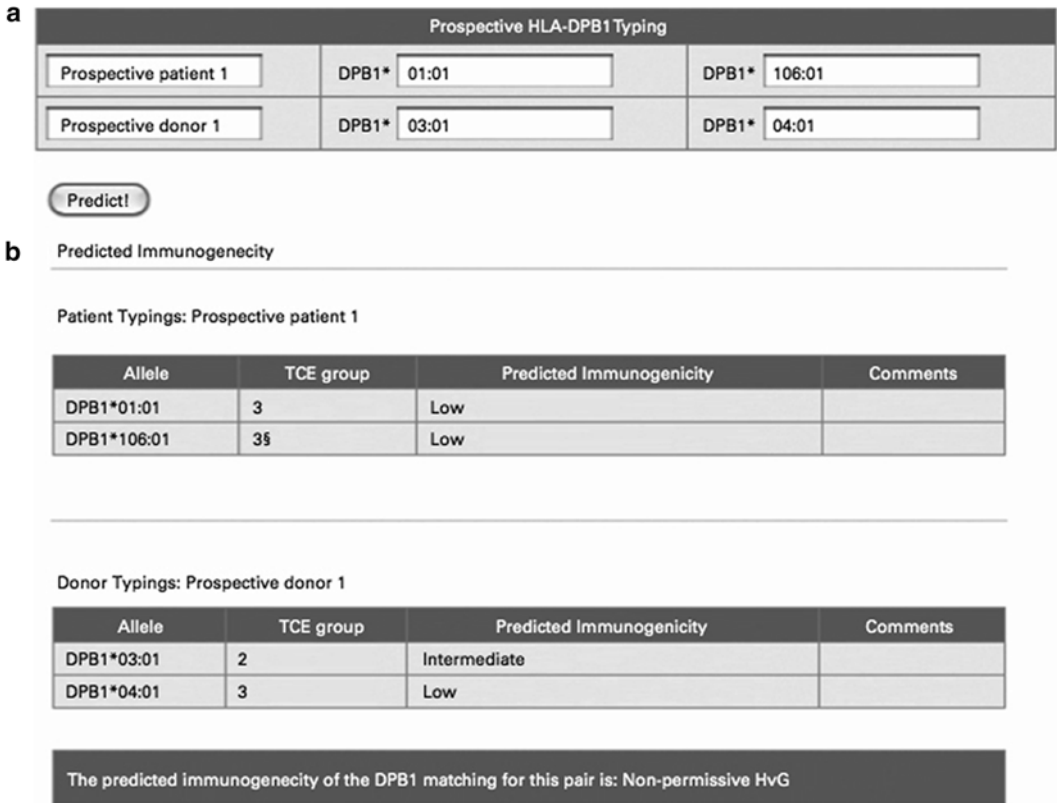 a
Prospective HLA-DPB1 Typing
Prospective patient 1 DPB1* 01:01 DPB1* 106:01
Prospective donor 1 DPB1* 03:01 DPB1* 04:01
Predict!
b
Predicted Immunogenecity
Patient Typings: Prospective patient 1
Allele TCE group Predicted Immunogenicity Comments
DPB1*01:01 3 Low
DPB1*106:01 3§ Low
Donor Typings: Prospective donor 1
Allele TCE group Predicted Immunogenicity Comments
DPB1*03:01 2 Intermediate
DPB1*04:01 3 Low
The predicted immunogenecity of the DPB1 matching for this pair is: Non-permissive HvG